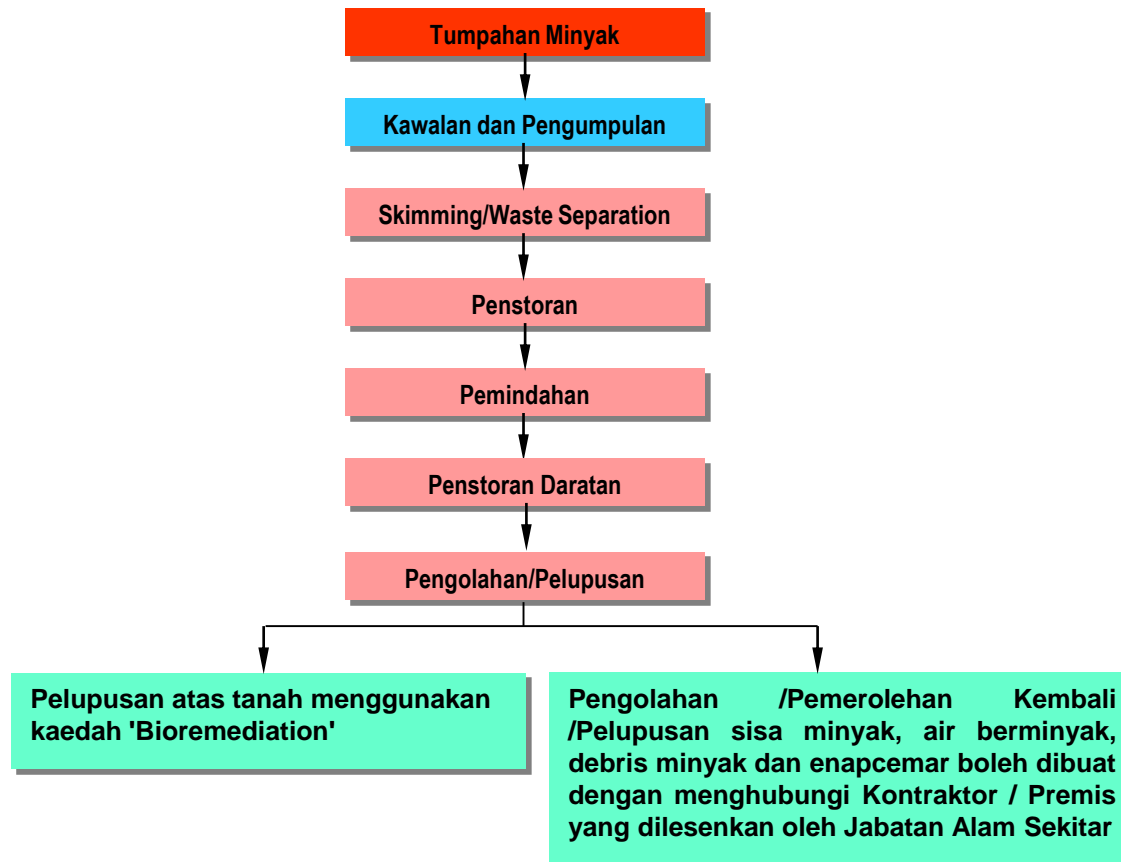 Tumpahan Minyak
Kawalan dan Pengumpulan
Skimming/Waste Separation
Penstoran
Pemindahan
Penstoran Daratan
Pengolahan/Pelupusan
Pelupusan atas tanah menggunakan
kaedah 'Bioremediation'
Pengolahan /Pemerolehan Kembali
/Pelupusan sisa minyak, air berminyak,
debris minyak dan enapcemar boleh dibuat
dengan menghubungi Kontraktor / Premis
yang dilesenkan oleh Jabatan Alam Sekitar